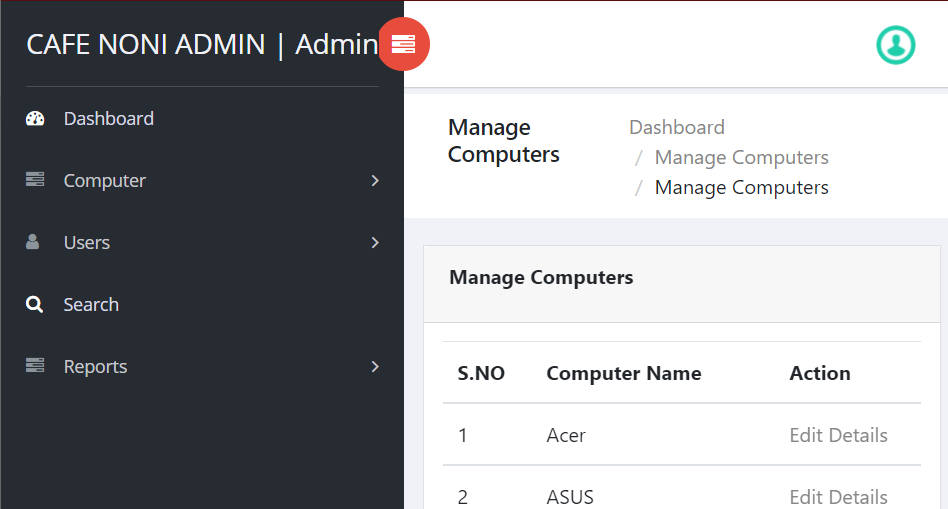 CAFE NONI ADMIN | Admin
Dashboard
Computer
Users
Search
Reports
Manage
Computers
Dashboard
/ Manage Computers
/ Manage Computers
Manage Computers
S.NO Computer Name Action
1 Acer Edit Details
2 ASUS Edit Details